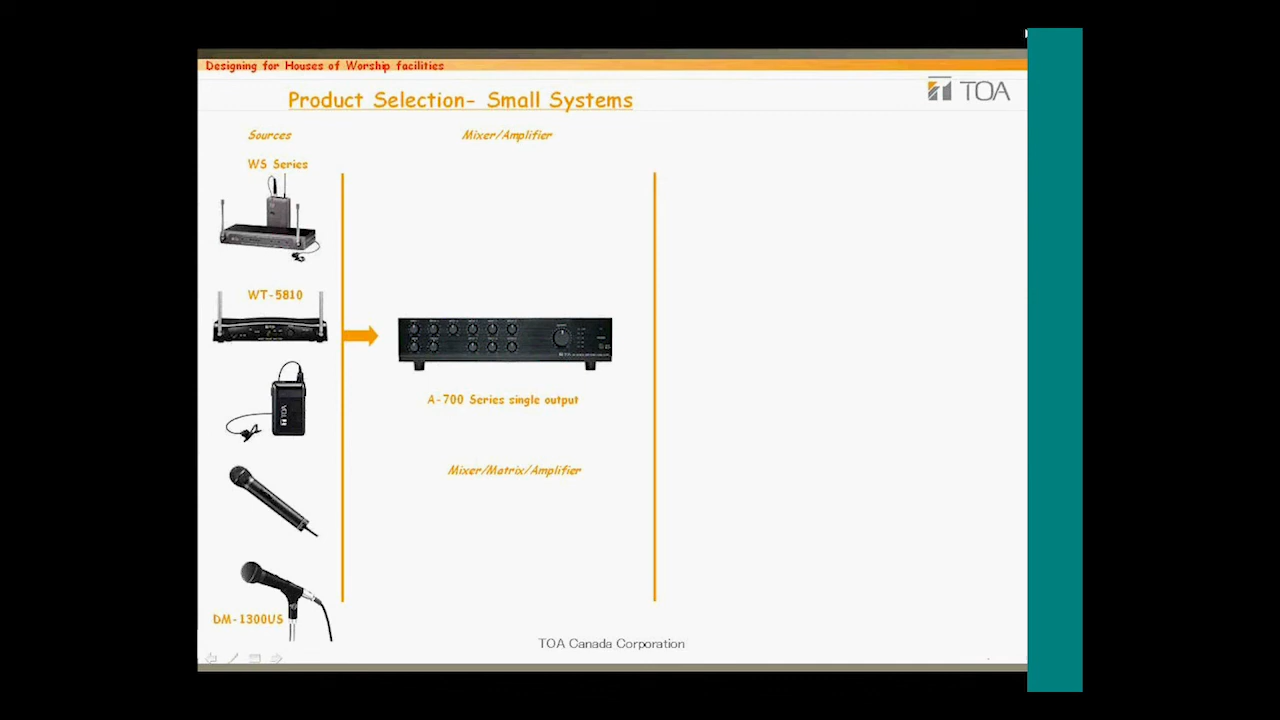 Designing for Houses of Worship facilities
Product Selection- Small Systems
TOA
Sources
Mixer/Amplifier
WS Series
WT-5810
A-700 Series single output
Mixer/Matrix/Amplifier
TOA
DM-1300US
TOA Canada Corporation